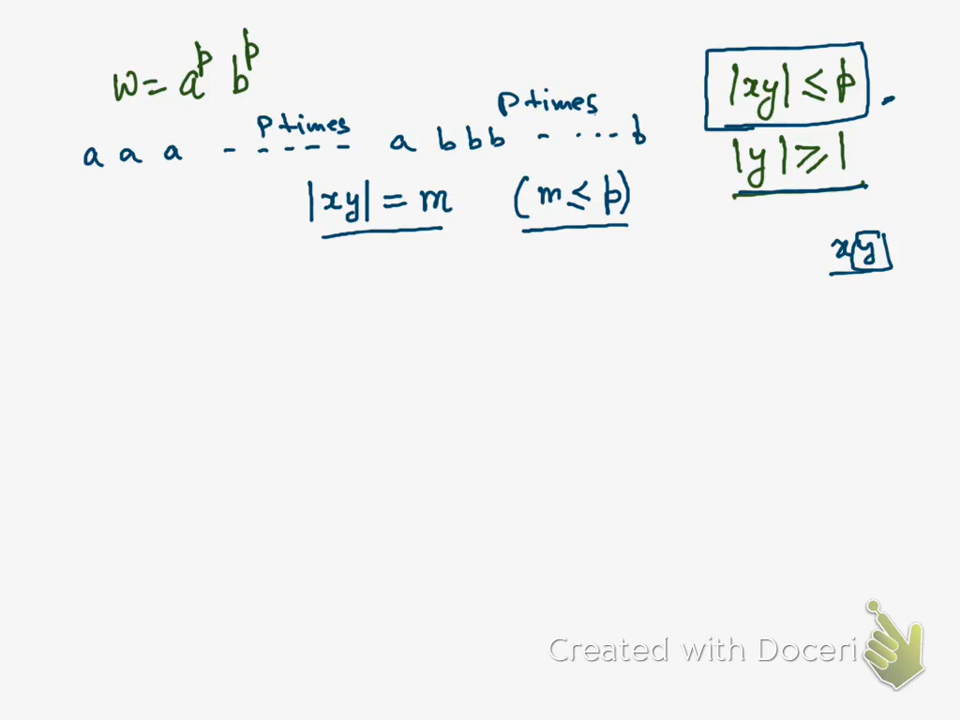 w = a^p b^p
|xy| ≤ p .
p times
p times
a a a - - - - - a b b b - · · - b
|y| ≥ 1
|xy| = m (m ≤ p)
xy
Created with Doceri